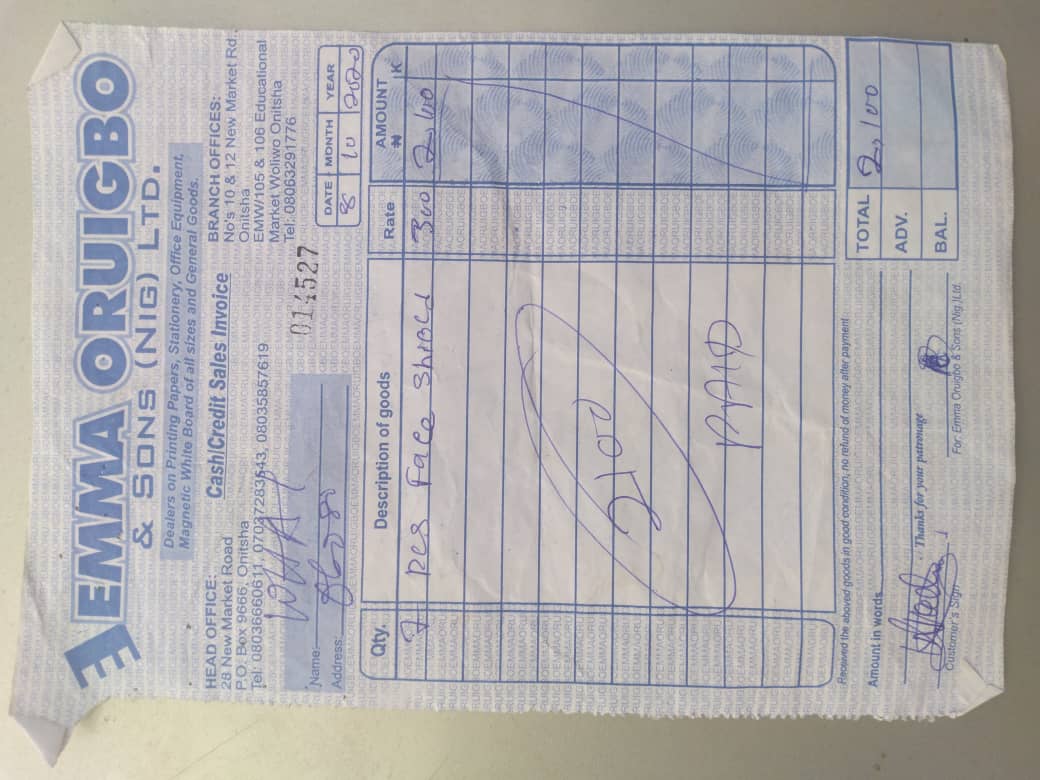 EMMA ORUIGBO
& SONS (NIG) LTD.
Dealers on Printing Papers, Stationery, Office Equipment,
Magnetic White Board of all sizes and General Goods.
HEAD OFFICE:
28 New Market Road
P.O. Box 9666, Onitsha
Tel: 08036660611, 07037283543, 08035857619
Cash/Credit Sales Invoice
BRANCH OFFICES:
No's 10 & 12 New Market Rd.,
Onitsha
EMW/105 & 106 Educational
Market Woliwo Onitsha
Tel: 08063291776
014527
DATE - MONTH YEAR
8 10 2020
Name:
Address:
Qty. Description of goods Rate AMOUNT
₦ K
7 Pcs Face Shield 300 2,100
2100
PAID
Received the aboved goods in good condition, no refund of money after payment
TOTAL 2,100
ADV.
BAL.
Amount in words
Thanks for your patronage
Customer's Sign
For: Emma Oruigbo & Sons (Nig.)Ltd.